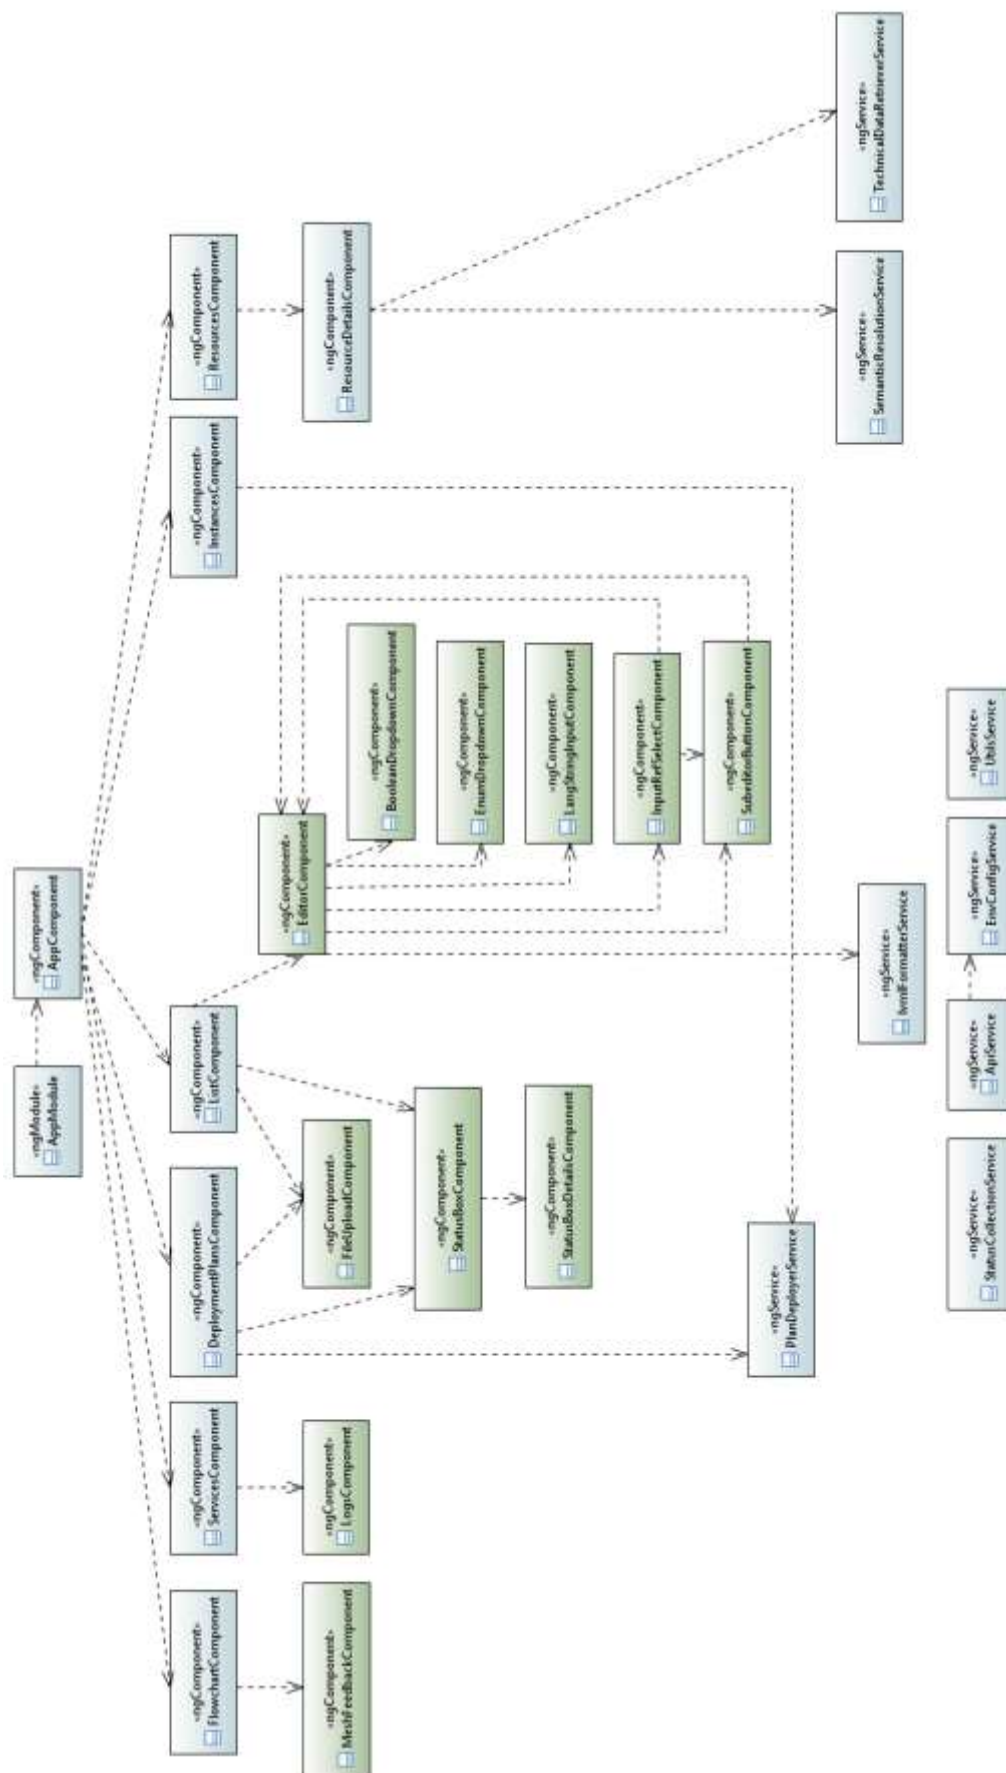 «ngModule»
AppModule
«ngComponent»
AppComponent
«ngComponent»
FlowchartComponent
«ngComponent»
ServicesComponent
«ngComponent»
DeploymentPlansComponent
«ngComponent»
ListComponent
«ngComponent»
InstancesComponent
«ngComponent»
ResourcesComponent
«ngComponent»
EditorComponent
«ngComponent»
MeshFeedbackComponent
«ngComponent»
LogsComponent
«ngComponent»
FileUploadComponent
«ngComponent»
ResourceDetailsComponent
«ngComponent»
BooleanDropdownComponent
«ngComponent»
StatusBoxComponent
«ngComponent»
EnumDropdownComponent
«ngComponent»
StatusBoxDetailsComponent
«ngComponent»
LangStringInputComponent
«ngComponent»
InputRefSelectComponent
«ngComponent»
SubeditorButtonComponent
«ngService»
PlanDeployerService
«ngService»
SemanticResolutionService
«ngService»
TechnicalDataRetrieverService
«ngService»
IvmlFormatterService
«ngService»
StatusCollectionService
«ngService»
ApiService
«ngService»
EnvConfigService
«ngService»
UtilsService